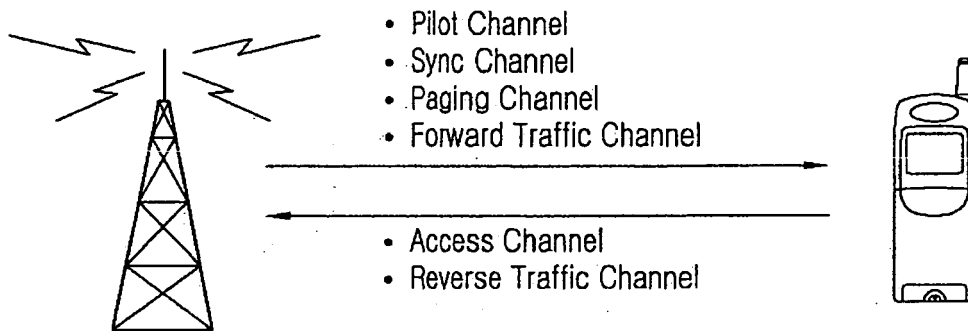 • Pilot Channel
• Sync Channel
• Paging Channel
• Forward Traffic Channel
• Access Channel
• Reverse Traffic Channel